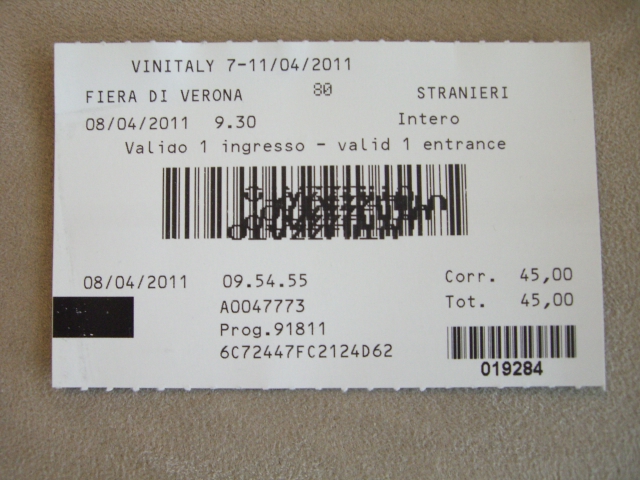 VINITALY 7-11/04/2011
FIERA DI VERONA 80 STRANIERI
08/04/2011 9.30 Intero
Valido 1 ingresso - valid 1 entrance
08/04/2011 09.54.55 Corr. 45,00
A0047773 Tot. 45,00
Prog.91811
6C72447FC2124D62
019284